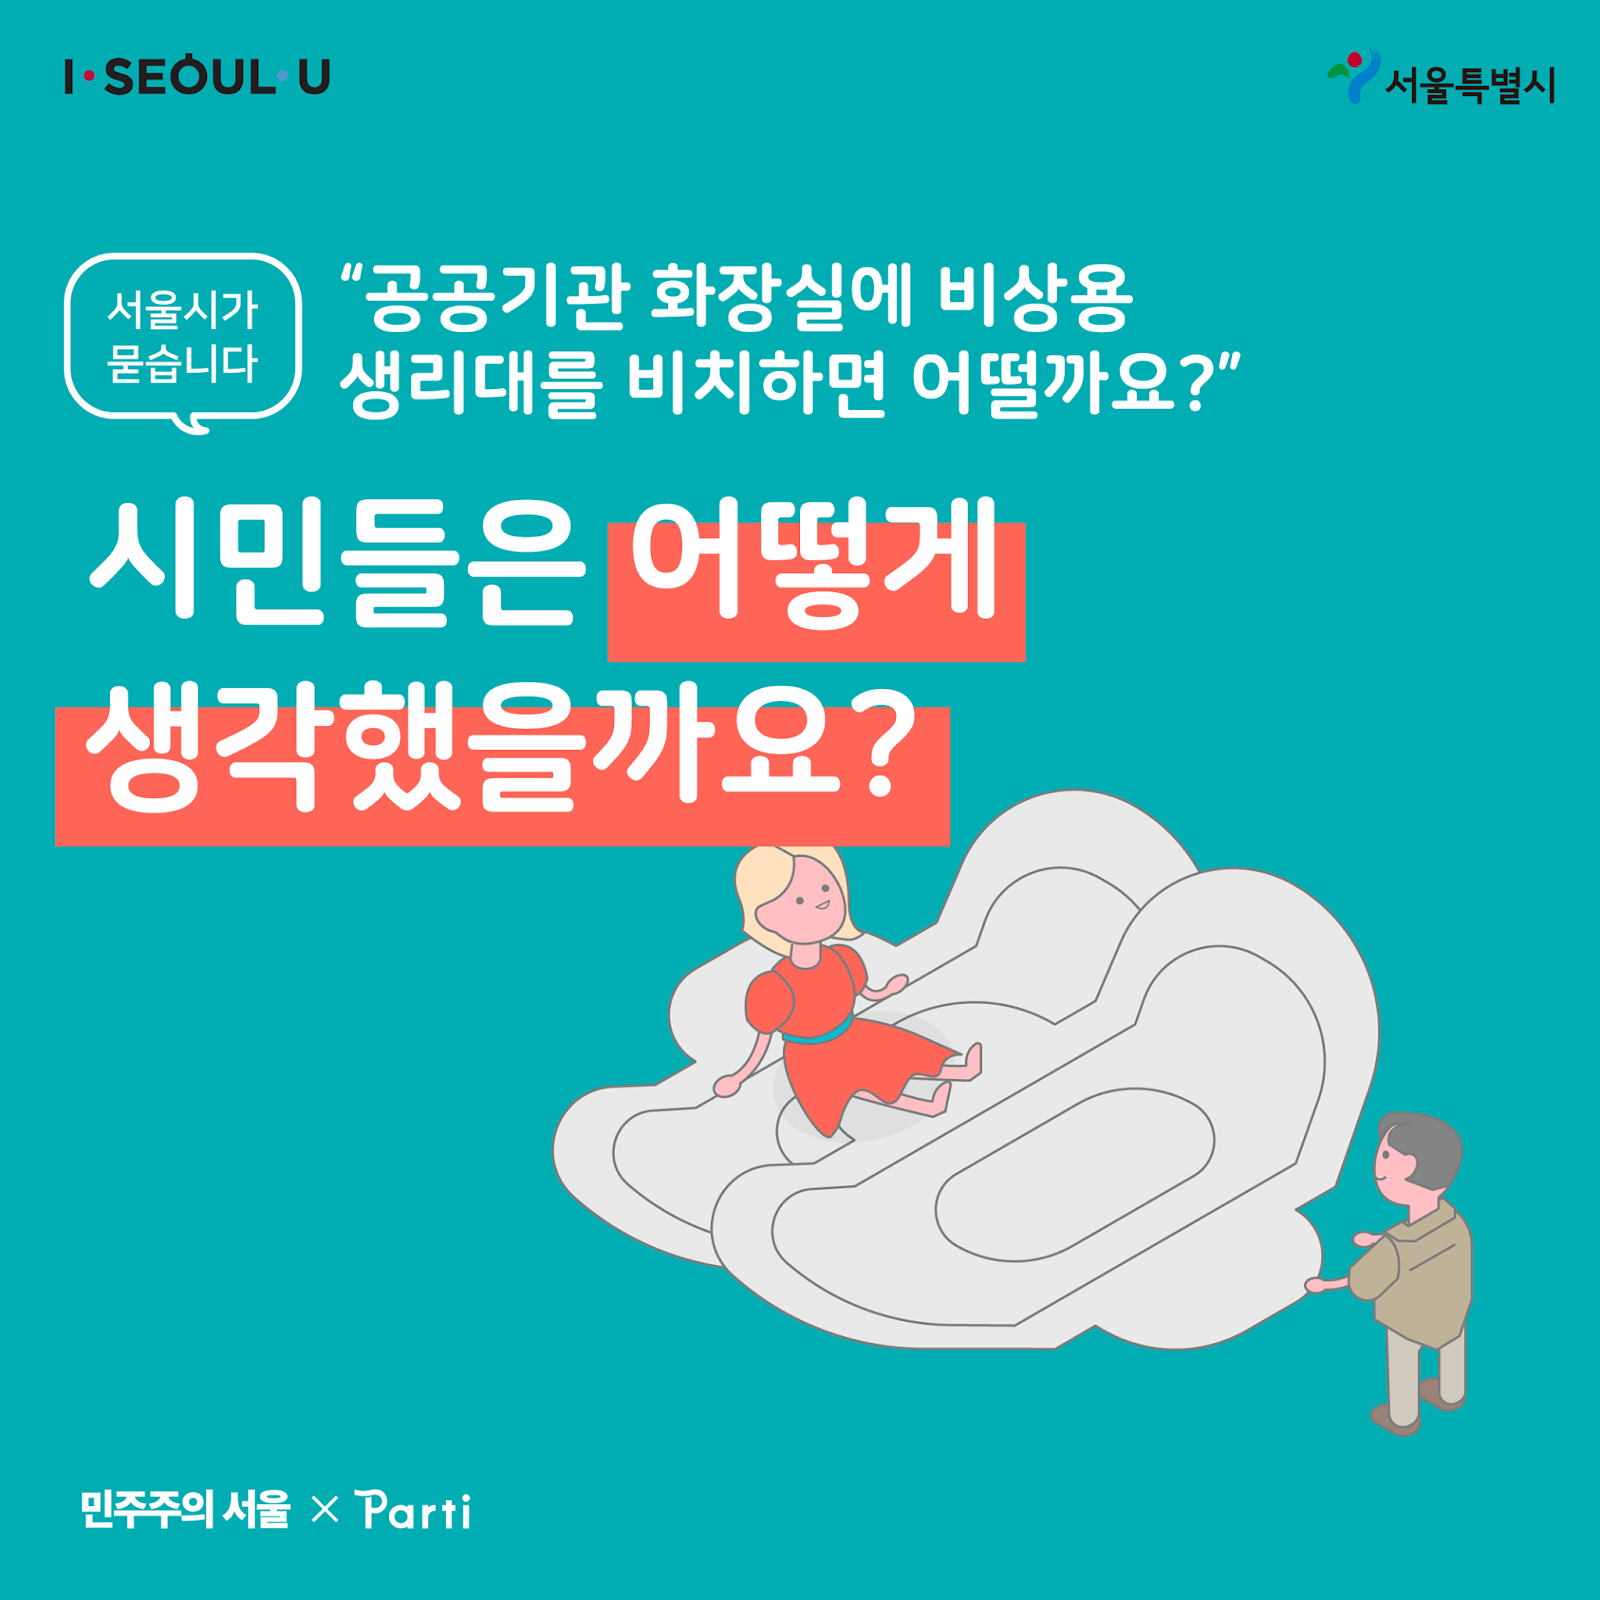 I·SEOUL·U
서울특별시
서울시가
묻습니다
“공공기관 화장실에 비상용
생리대를 비치하면 어떨까요?”
시민들은 어떻게
생각했을까요?
민주주의 서울 × Parti